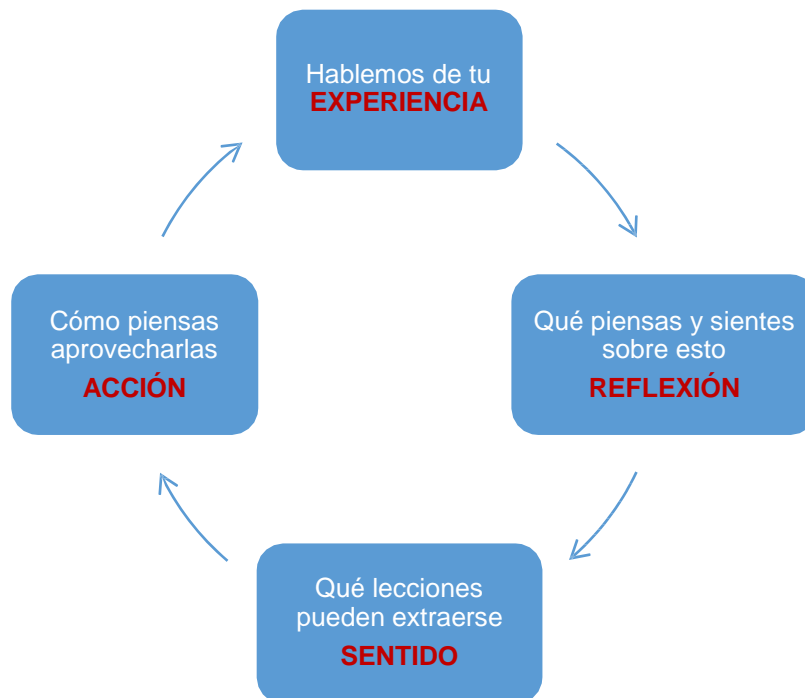 Hablemos de tu
EXPERIENCIA
Qué piensas y sientes
sobre esto
REFLEXIÓN
Qué lecciones
pueden extraerse
SENTIDO
Cómo piensas
aprovecharlas
ACCIÓN